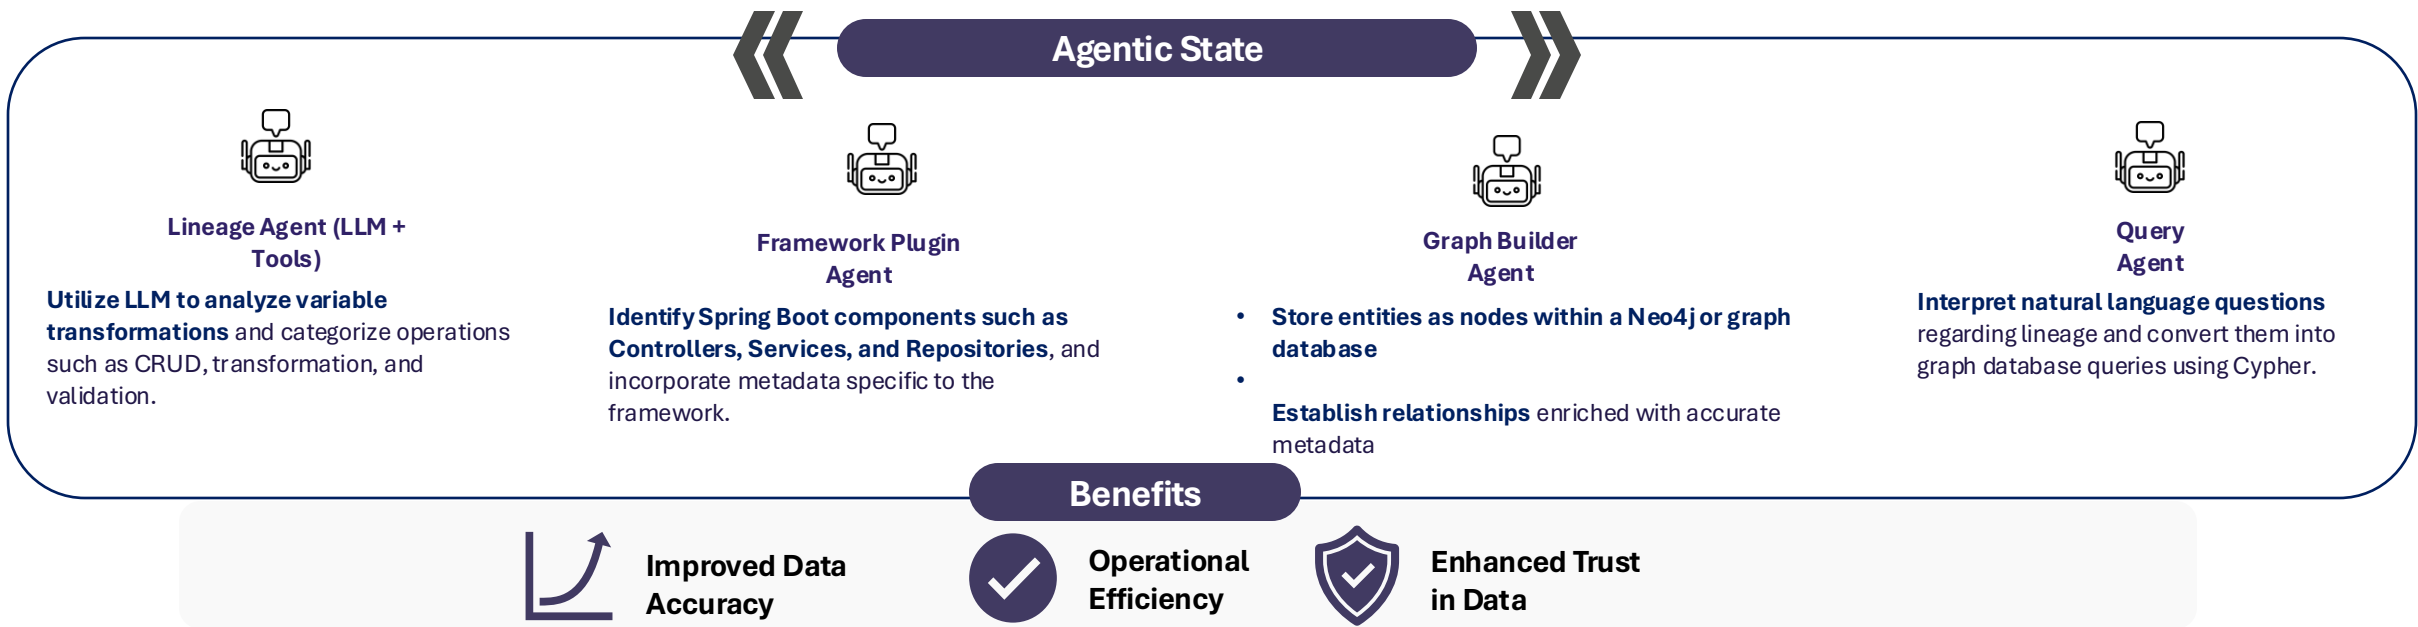 Agentic State
Lineage Agent (LLM +
Tools)
Utilize LLM to analyze variable
transformations and categorize operations
such as CRUD, transformation, and
validation.
Framework Plugin
Agent
Identify Spring Boot components such as
Controllers, Services, and Repositories, and
incorporate metadata specific to the
framework.
Graph Builder
Agent
• Store entities as nodes within a Neo4j or graph
database
•
Establish relationships enriched with accurate
metadata
Query
Agent
Interpret natural language questions
regarding lineage and convert them into
graph database queries using Cypher.
Benefits
Improved Data
Accuracy
Operational
Efficiency
Enhanced Trust
in Data